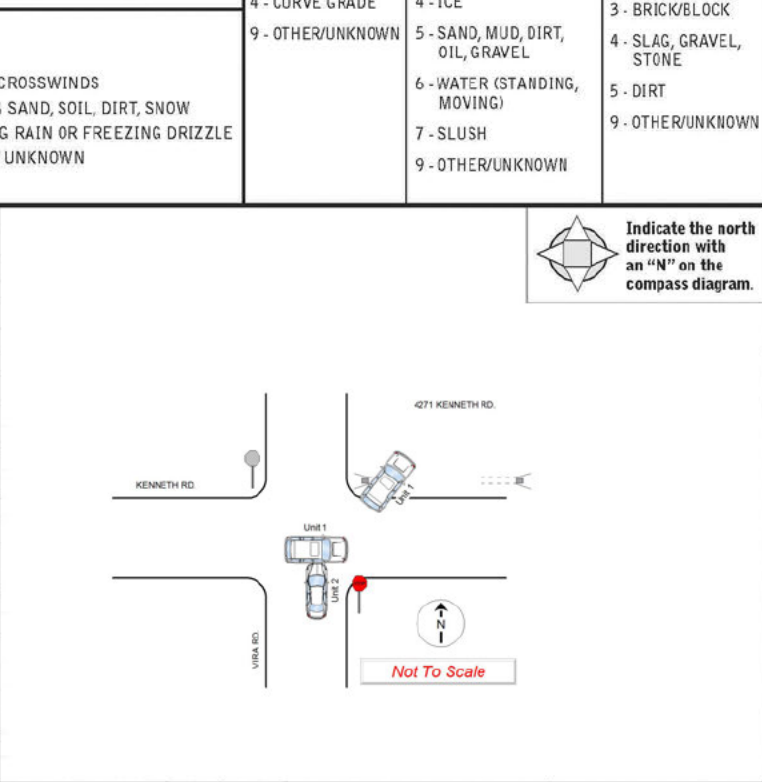 CROSSWINDS
SAND, SOIL, DIRT, SNOW
RAIN OR FREEZING DRIZZLE
UNKNOWN
4 - CURVE GRADE
9 - OTHER/UNKNOWN
4 - ICE
5 - SAND, MUD, DIRT,
OIL, GRAVEL
6 - WATER (STANDING,
MOVING)
7 - SLUSH
9 - OTHER/UNKNOWN
3 - BRICK/BLOCK
4 - SLAG, GRAVEL,
STONE
5 - DIRT
9 - OTHER/UNKNOWN
Indicate the north
direction with
an “N” on the
compass diagram.
4271 KENNETH RD.
KENNETH RD
Unit 1
Unit 1
Unit 2
VIRA RD.
N
Not To Scale